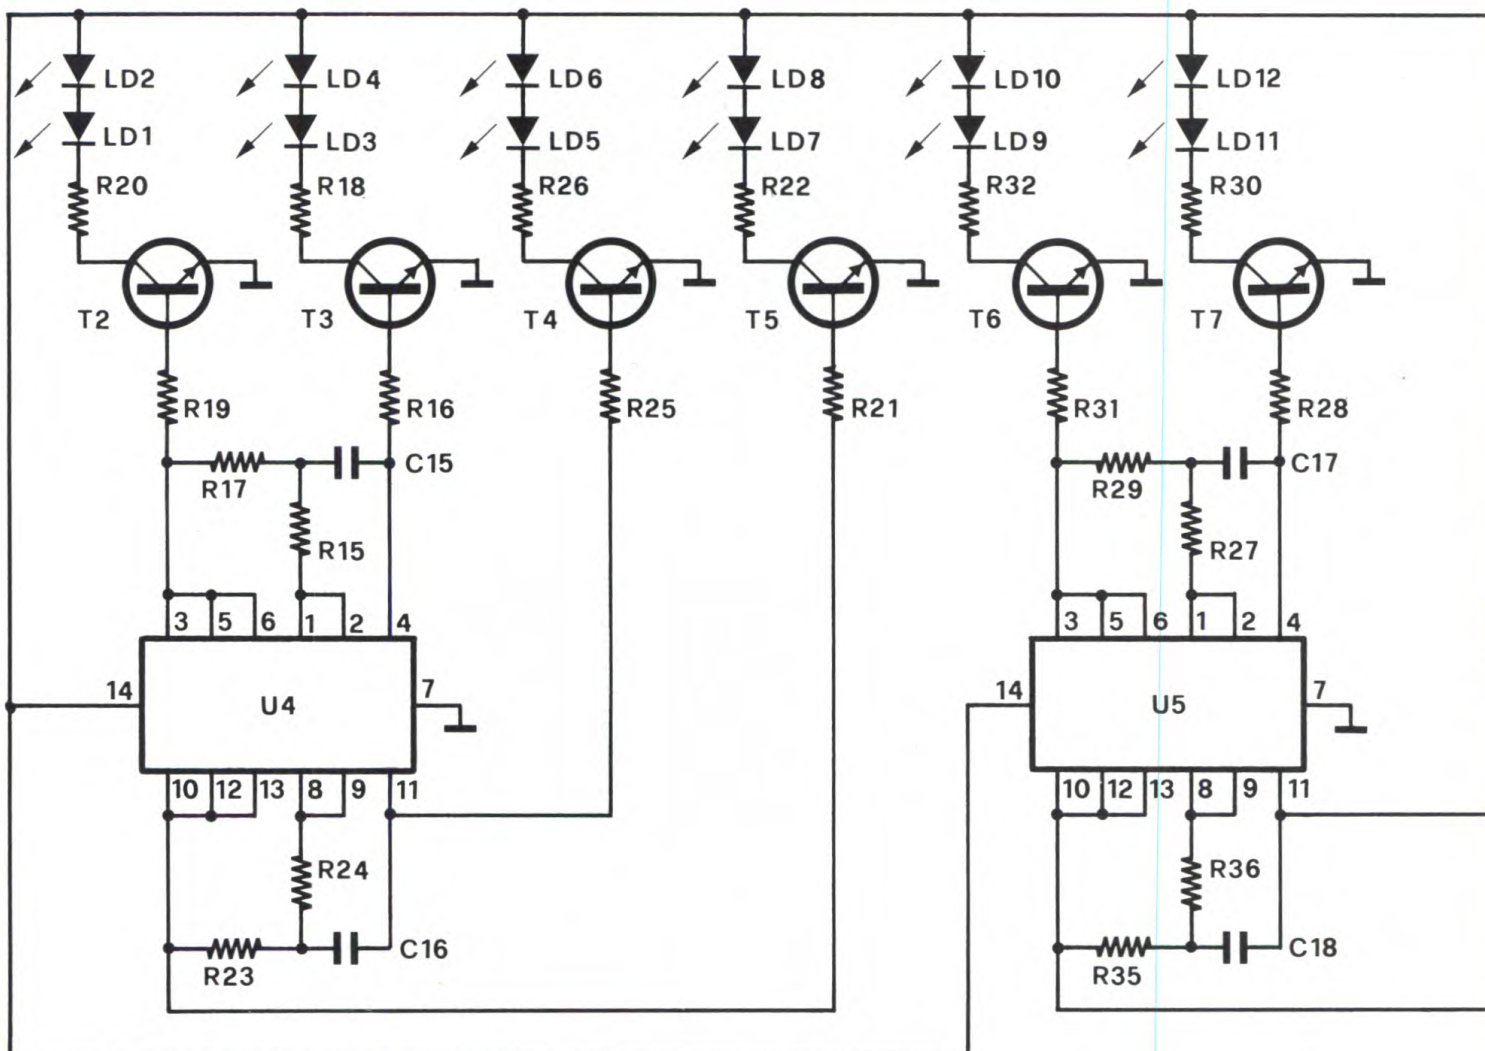 LD2 LD4 LD6 LD8 LD10 LD12
LD1 LD3 LD5 LD7 LD9 LD11
R20 R18 R26 R22 R32 R30
T2 T3 T4 T5 T6 T7
R19 R16 R25 R21 R31 R28
C15 C17
R17 R29
R15 R27
3 5 6 1 2 4 3 5 6 1 2 4
14 U4 7 14 U5 7
10 12 13 8 9 11 10 12 13 8 9 11
R24 R36
C16 C18
R23 R35